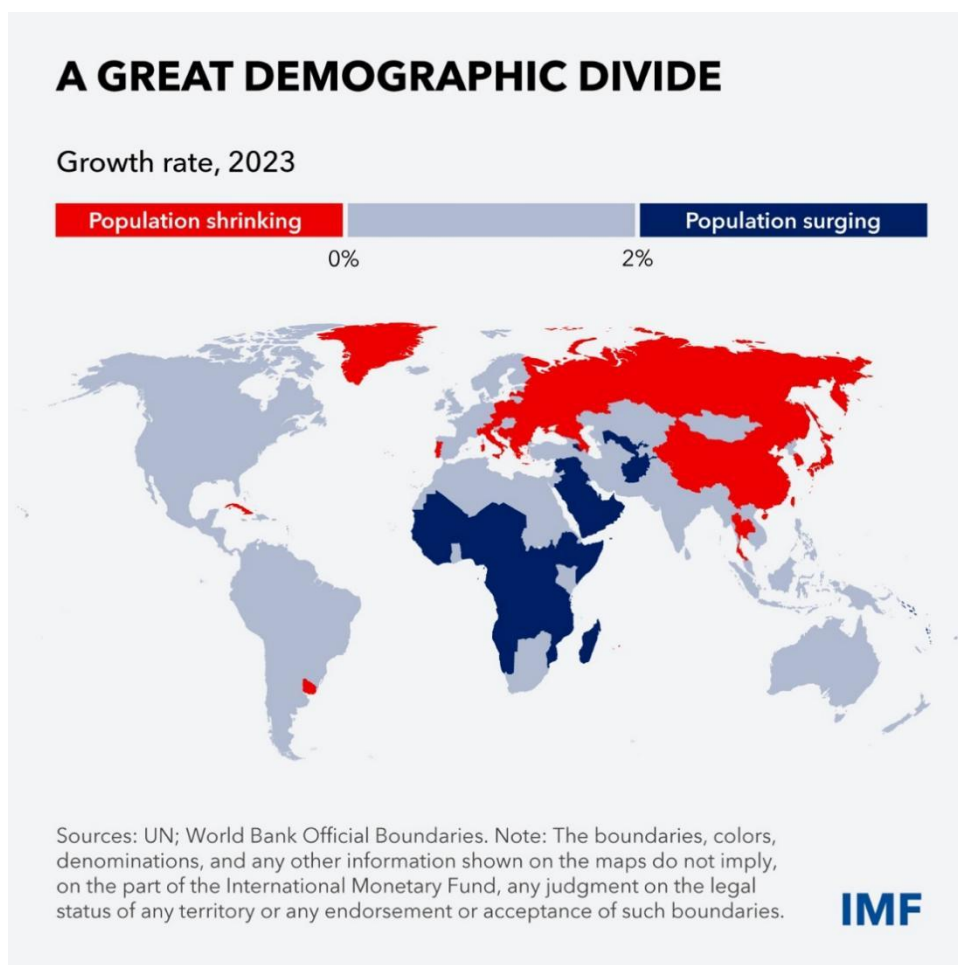 A GREAT DEMOGRAPHIC DIVIDE
Growth rate, 2023
Population shrinking
Population surging
0%
2%
Sources: UN; World Bank Official Boundaries. Note: The boundaries, colors,
denominations, and any other information shown on the maps do not imply,
on the part of the International Monetary Fund, any judgment on the legal
status of any territory or any endorsement or acceptance of such boundaries.
IMF